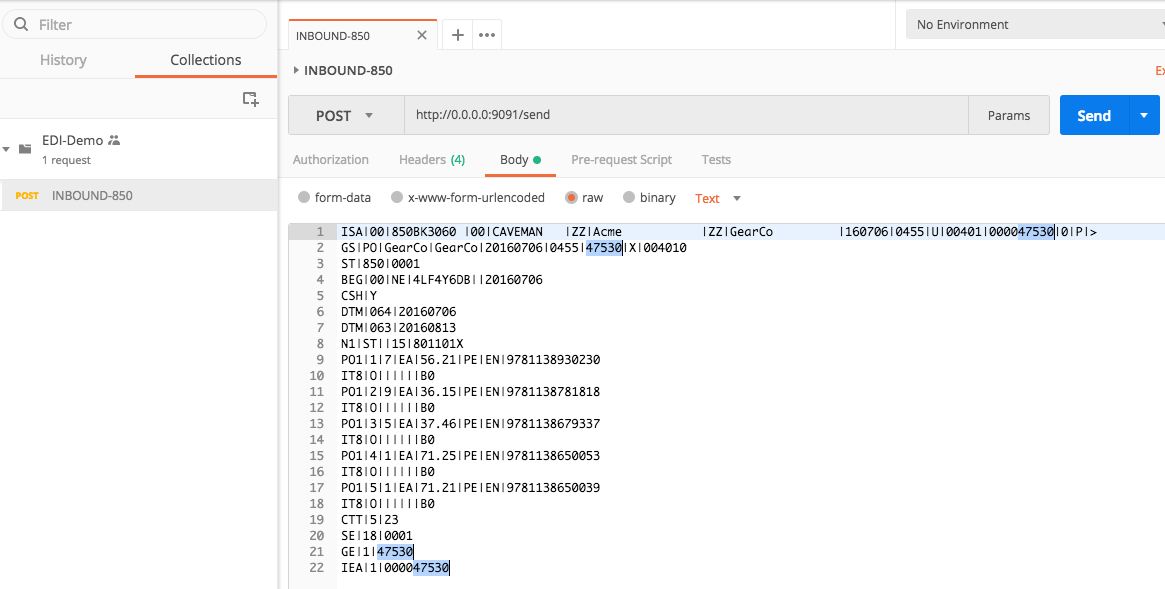 Filter
History Collections
EDI-Demo
1 request
POST INBOUND-850
INBOUND-850
No Environment
INBOUND-850
Ex
POST http://0.0.0.0:9091/send Params Send
Authorization Headers (4) Body Pre-request Script Tests
form-data x-www-form-urlencoded raw binary Text
1 ISA|00|850BK3060 |00|CAVEMAN   |ZZ|Acme           |ZZ|GearCo         |160706|0455|U|00401|000047530|0|P|>
2 GS|PO|GearCo|GearCo|20160706|0455|47530|X|004010
3 ST|850|0001
4 BEG|00|NE|4LF4Y6DB||20160706
5 CSH|Y
6 DTM|064|20160706
7 DTM|063|20160813
8 N1|ST||15|801101X
9 PO1|1|7|EA|56.21|PE|EN|9781138930230
10 IT8|O||||||B0
11 PO1|2|9|EA|36.15|PE|EN|9781138781818
12 IT8|O||||||B0
13 PO1|3|5|EA|37.46|PE|EN|9781138679337
14 IT8|O||||||B0
15 PO1|4|1|EA|71.25|PE|EN|9781138650053
16 IT8|O||||||B0
17 PO1|5|1|EA|71.21|PE|EN|9781138650039
18 IT8|O||||||B0
19 CTT|5|23
20 SE|18|0001
21 GE|1|47530
22 IEA|1|000047530